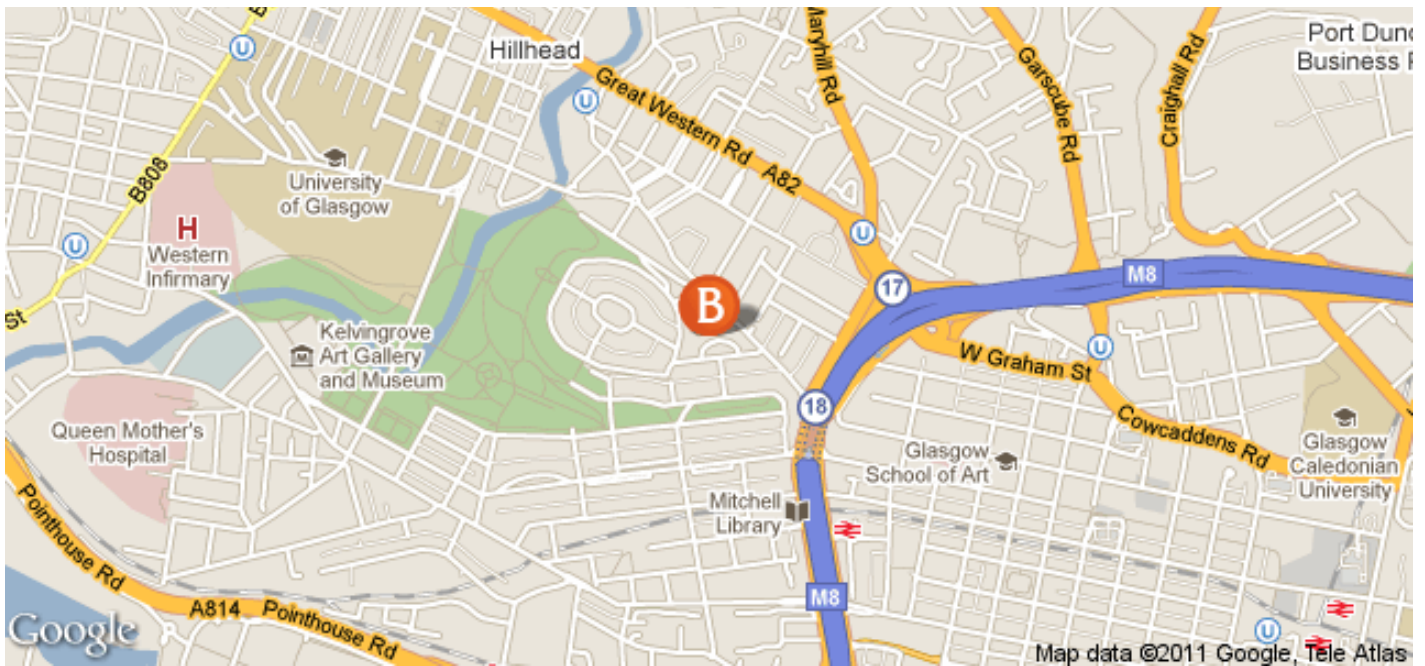 Hillhead
Maryhill Rd
Garscube Rd
Craighall Rd
Port Dund
Business P
U
U
Great Western Rd
A82
B808
University
of Glasgow
H
Western
Infirmary
U
U
17
M8
St
B
Kelvingrove
Art Gallery
and Museum
W Graham St
U
18
Cowcaddens Rd
Queen Mother's
Hospital
Glasgow
School of Art
Glasgow
Caledonian
University
Mitchell
Library
Pointhouse Rd
A814
Pointhouse Rd
M8
U
Google
Map data ©2011 Google, Tele Atlas